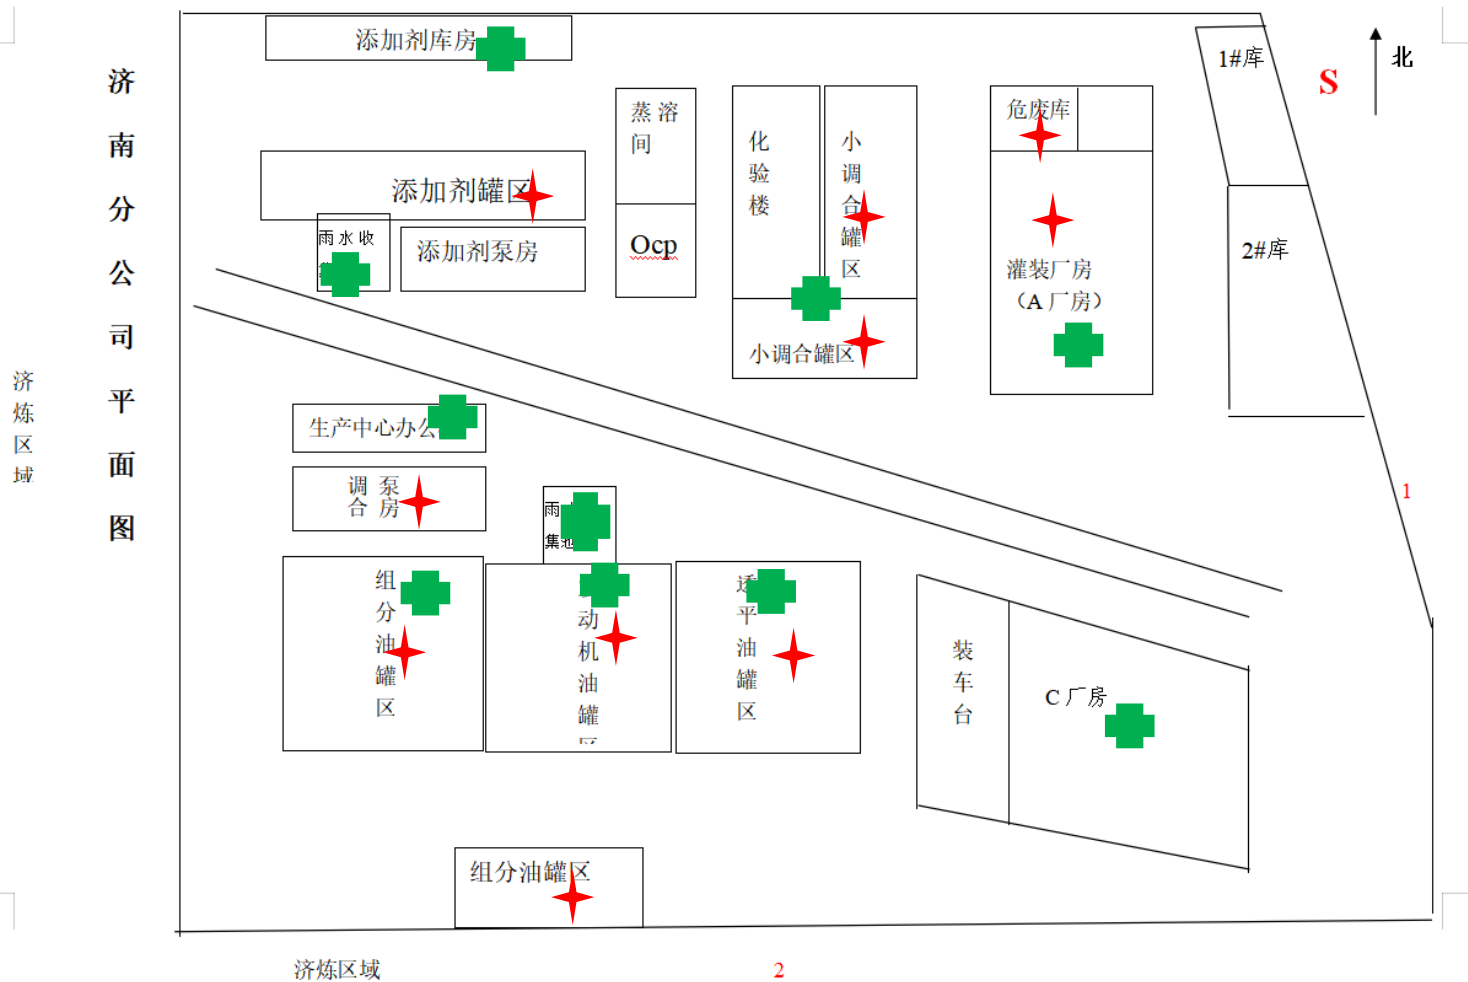 济南分公司平面图
济炼区域
添加剂库房
添加剂罐区
雨水收
添加剂泵房
蒸溶
间
Ocp
化验楼
小调合罐区
小调合罐区
危废库
灌装厂房
（A 厂房）
1#库
2#库
S
北
1
生产中心办公
调合
泵房
雨
集池
组分油罐区
动机油罐区
透平油罐区
装车台
C 厂房
组分油罐区
济炼区域
2